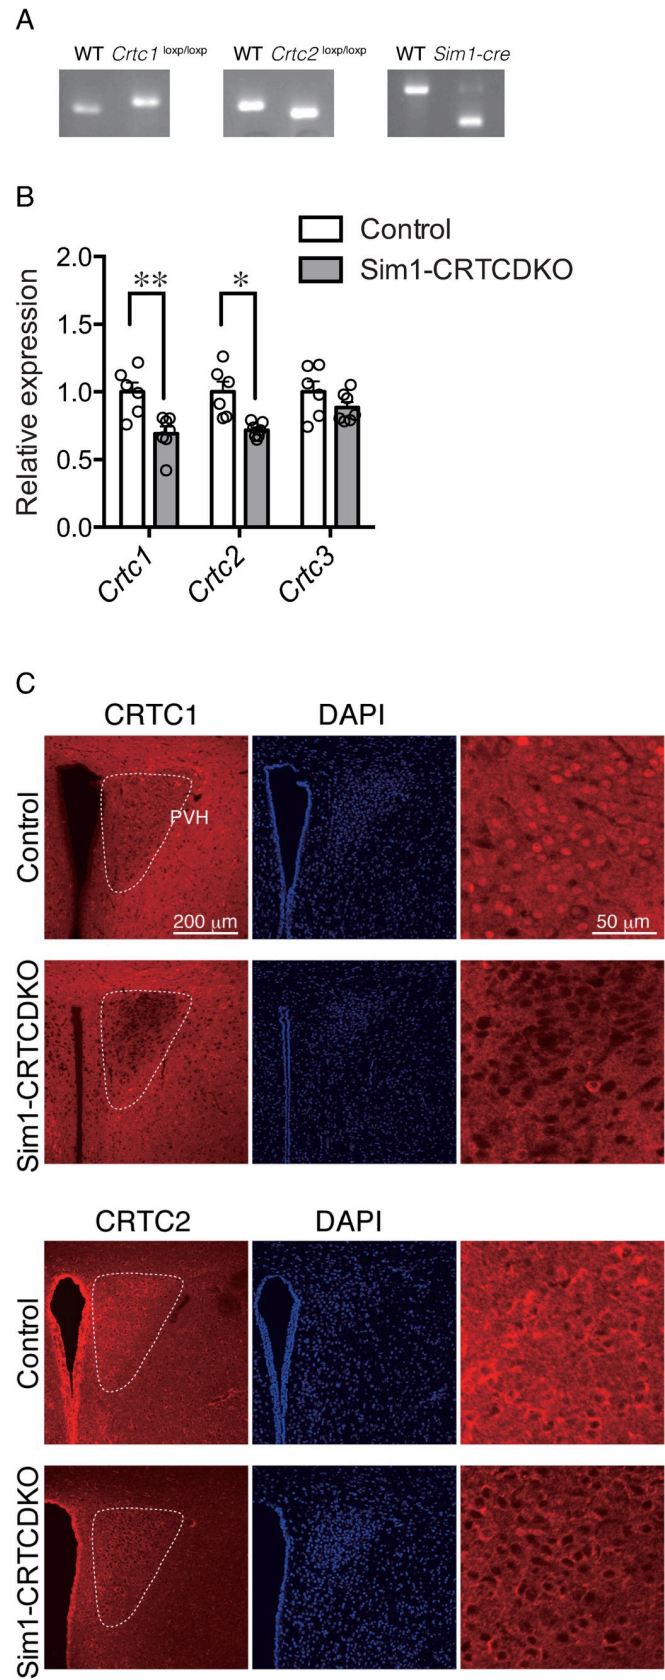 A
WT Crtc1 loxp/loxp
WT Crtc2 loxp/loxp
WT Sim1-cre
B
Control
Sim1-CRTCDKO
Relative expression
2.0
1.5
1.0
0.5
0.0
**
*
Crtc1
Crtc2
Crtc3
C
CRTC1
DAPI
Control
PVH
200 μm
50 μm
Sim1-CRTCDKO
CRTC2
DAPI
Control
Sim1-CRTCDKO